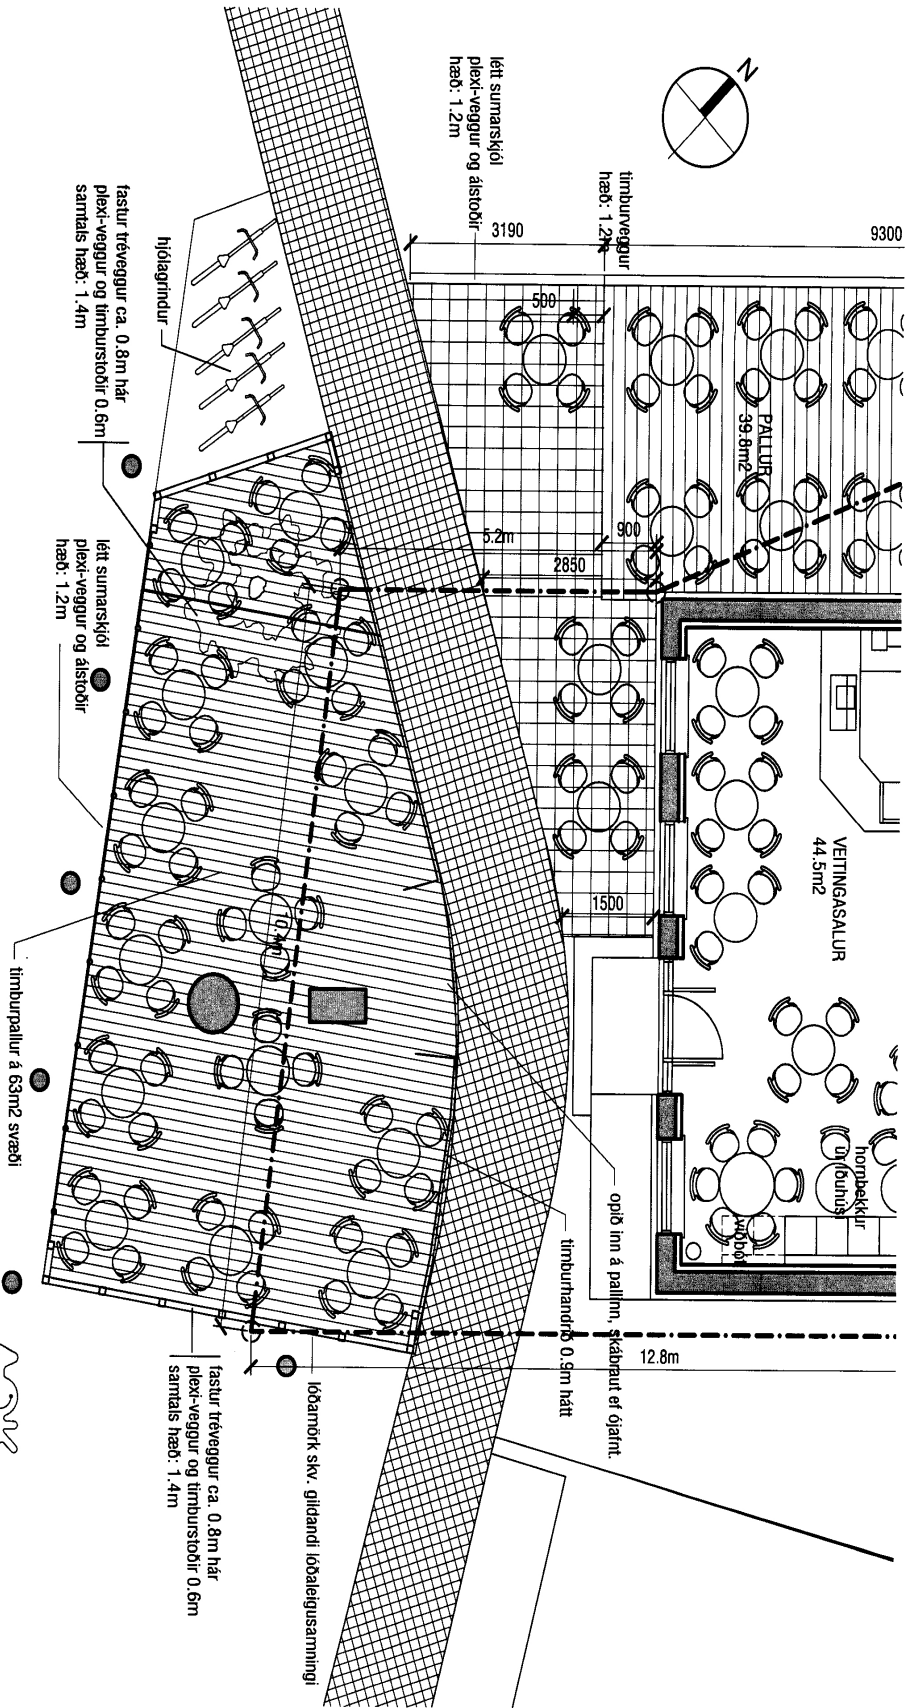 N
létt sumarskjól
plexi-veggur og álstoðir
hæð: 1.2m
timburveggur
hæð: 1.2m
3190
9300
500
PALLUR
39.8m2
5.2m
900
2850
fastur tréveggur ca. 0.8m hár
plexi-veggur og timburstoðir 0.6m
samtals hæð: 1.4m
hjólagrindur
létt sumarskjól
plexi-veggur og álstoðir
hæð: 1.2m
VEITINGASALUR
44.5m2
1500
10.4m
timburpallur á 63m2 svæði
hornbekkur
úr
viðbót
opið inn á pallinn, skábraut ef ójafnt.
timburhandrið 0.9m hátt
12.8m
lóðamörk skv. gildandi lóðaleigusamningi
fastur tréveggur ca. 0.8m hár
plexi-veggur og timburstoðir 0.6m
samtals hæð: 1.4m